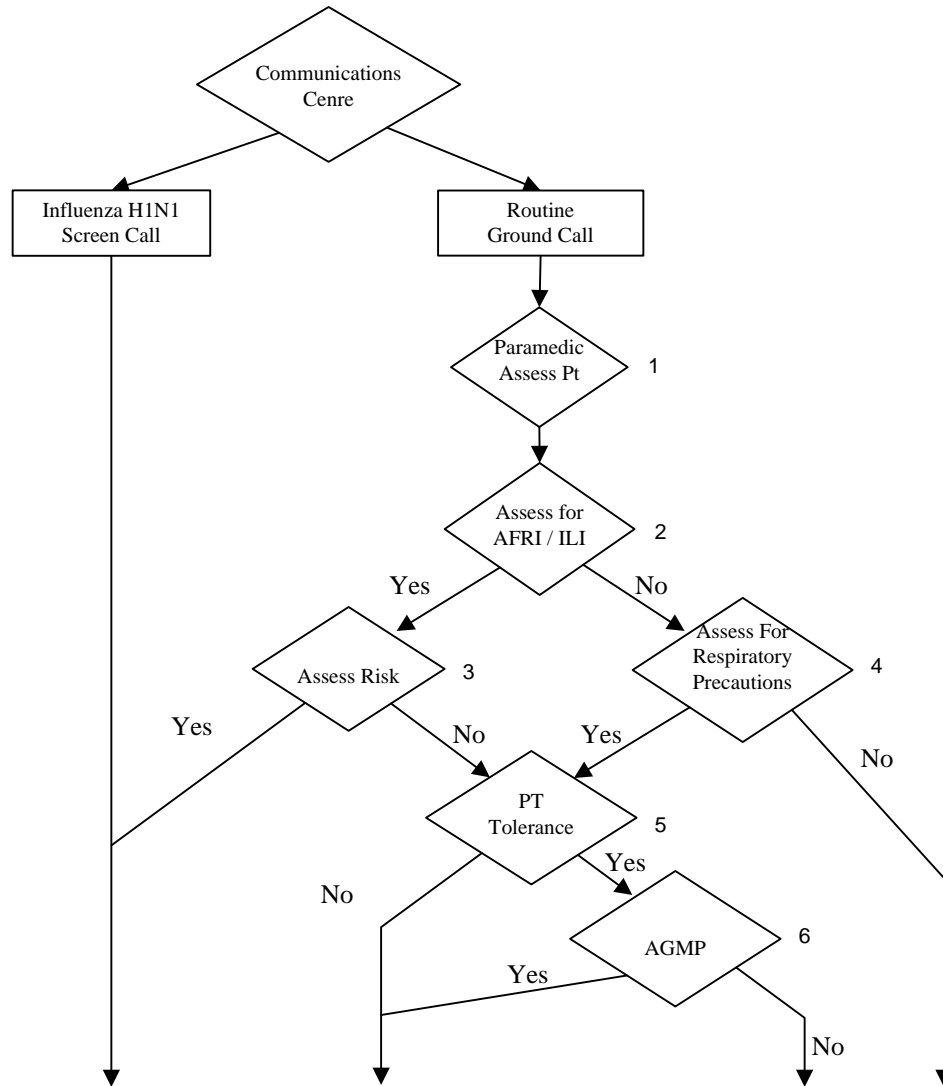 Communications
Cenre
Influenza H1N1
Screen Call
Routine
Ground Call
Paramedic
Assess Pt
1
Assess for
AFRI / ILI
2
Yes
No
Assess Risk
3
Assess For
Respiratory
Precautions
4
Yes
No
Yes
No
PT
Tolerance
5
No
Yes
AGMP
6
Yes
No